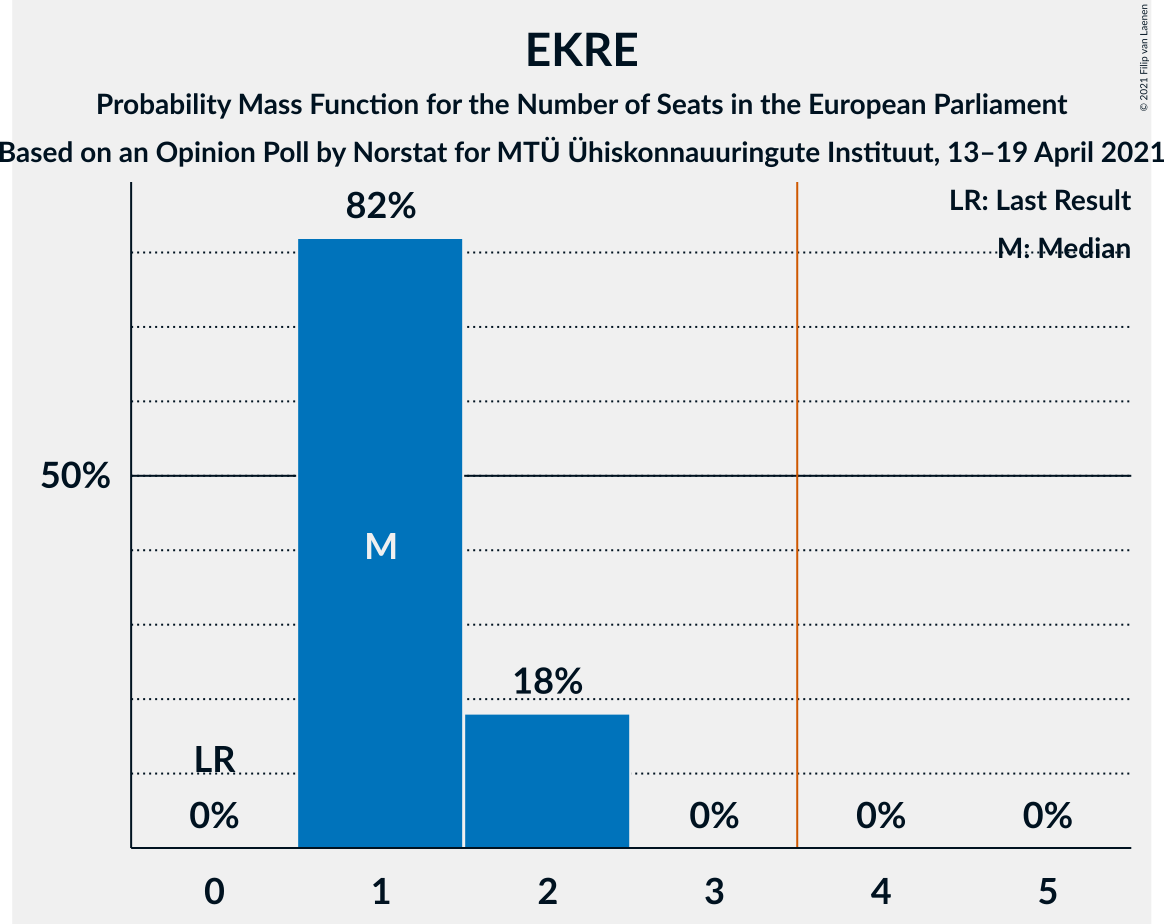 EKRE
Probability Mass Function for the Number of Seats in the European Parliament
Based on an Opinion Poll by Norstat for MTÜ Ühiskonnauuringute Instituut, 13–19 April 2021
© 2021 Filip van Laenen
LR: Last Result
M: Median
82%
50%
M
18%
LR
0%
0%
0%
0%
0
1
2
3
4
5